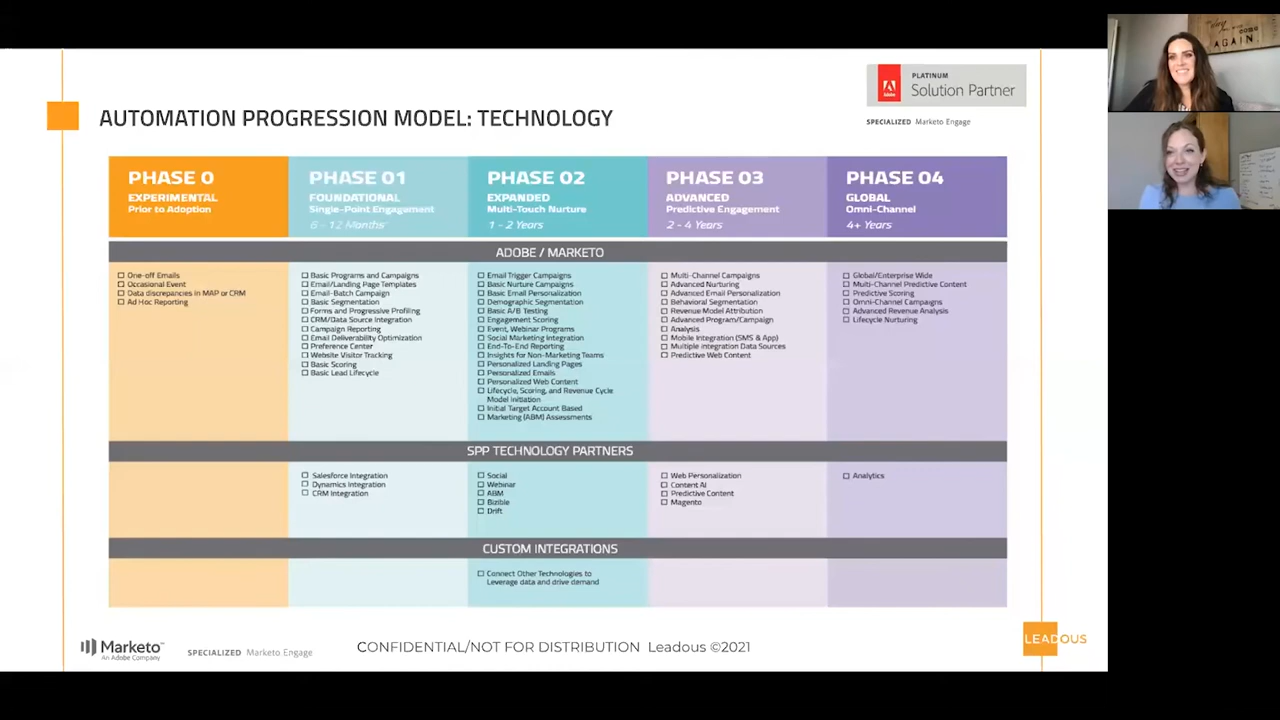 AGAIN
PLATINUM
Solution Partner
SPECIALIZED Marketo Engage
AUTOMATION PROGRESSION MODEL: TECHNOLOGY
PHASE 0
EXPERIMENTAL
Prior to Adoption
PHASE 01
FOUNDATIONAL
Single-Point Engagement
6 - 12 Months
PHASE 02
EXPANDED
Multi-Touch Nurture
1 - 2 Years
PHASE 03
ADVANCED
Predictive Engagement
2 - 4 Years
PHASE 04
GLOBAL
Omni-Channel
4+ Years
ADOBE / MARKETO
One-off Emails
Occasional Event
Data discrepancies in MAP or CRM
Ad Hoc Reporting
Basic Programs and Campaigns
Email/Landing Page Templates
Email-Batch Campaign
Basic Segmentation
Forms and Progressive Profiling
CRM/Data Source Integration
Campaign Reporting
Email Deliverability Optimization
Preference Center
Website Visitor Tracking
Basic Scoring
Basic Lead Lifecycle
Email Trigger Campaigns
Basic Nurture Campaigns
Basic Email Personalization
Demographic Segmentation
Basic A/B Testing
Engagement Scoring
Event, Webinar Programs
Social Marketing Integration
End-To-End Reporting
Insights for Non-Marketing Teams
Personalized Landing Pages
Personalized Emails
Personalized Web Content
Lifecycle, Scoring, and Revenue Cycle
Model Initiation
Initial Target Account Based
Marketing (ABM) Assessments
Multi-Channel Campaigns
Advanced Nurturing
Advanced Email Personalization
Behavioral Segmentation
Revenue Model Attribution
Advanced Program/Campaign
Analysis
Mobile Integration (SMS & App)
Multiple Integration Data Sources
Predictive Web Content
Global/Enterprise Wide
Multi-Channel Predictive Content
Predictive Scoring
Omni-Channel Campaigns
Advanced Revenue Analysis
Lifecycle Nurturing
SPP TECHNOLOGY PARTNERS
Salesforce Integration
Dynamics Integration
CRM Integration
Social
Webinar
ABM
Bizible
Drift
Web Personalization
Content AI
Predictive Content
Magento
Analytics
CUSTOM INTEGRATIONS
Connect Other Technologies to
Leverage data and drive demand
Marketo™
An Adobe Company
SPECIALIZED Marketo Engage
CONFIDENTIAL/NOT FOR DISTRIBUTION Leadous ©2021
LEADOUS